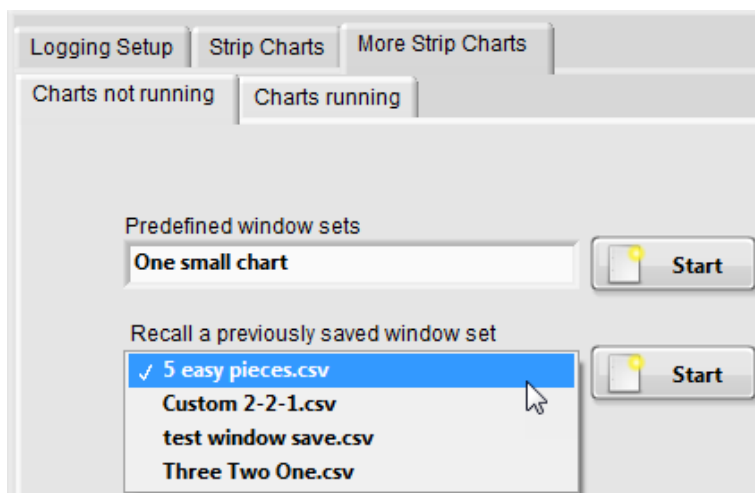 Logging Setup Strip Charts More Strip Charts
Charts not running Charts running
Predefined window sets
One small chart
Start
Recall a previously saved window set
✓ 5 easy pieces.csv
Start
Custom 2-2-1.csv
test window save.csv
Three Two One.csv